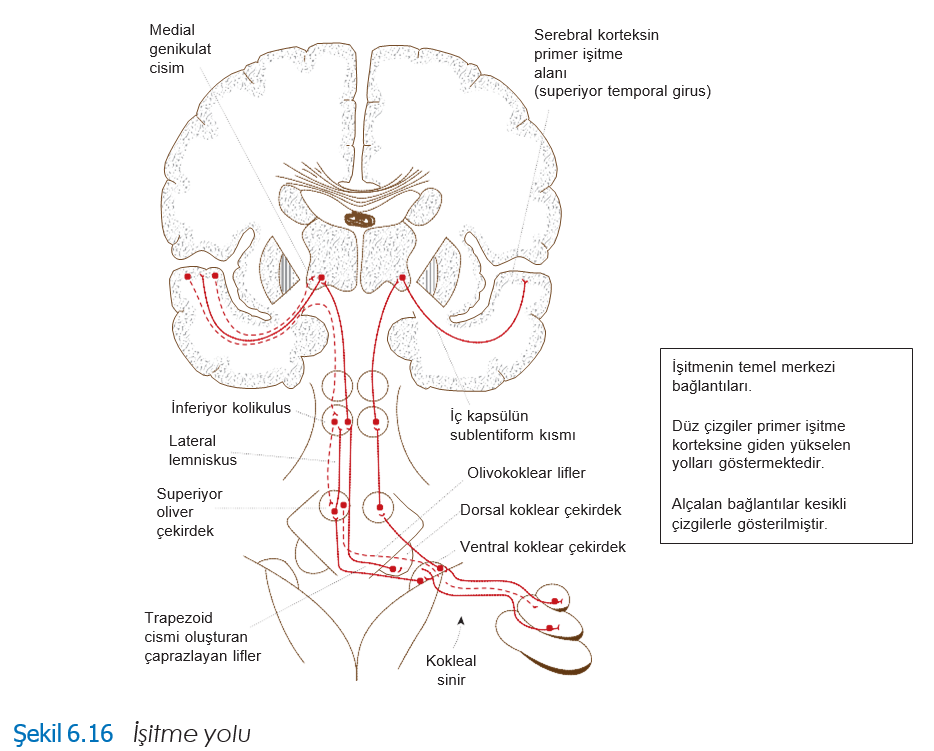 Medial
genikulat
cisim
Serebral korteksin
primer işitme
alanı
(superiyor temporal girus)
İnferiyor kolikulus
Lateral
lemniskus
Superiyor
oliver
çekirdek
Trapezoid
cismi oluşturan
çaprazlayan lifler
İç kapsülün
sublentiform kısmı
Olivokoklear lifler
Dorsal koklear çekirdek
Ventral koklear çekirdek
Kokleal
sinir
İşitmenin temel merkezi
bağlantıları.
Düz çizgiler primer işitme
korteksine giden yükselen
yolları göstermektedir.
Alçalan bağlantılar kesikli
çizgilerle gösterilmiştir.
Şekil 6.16 İşitme yolu